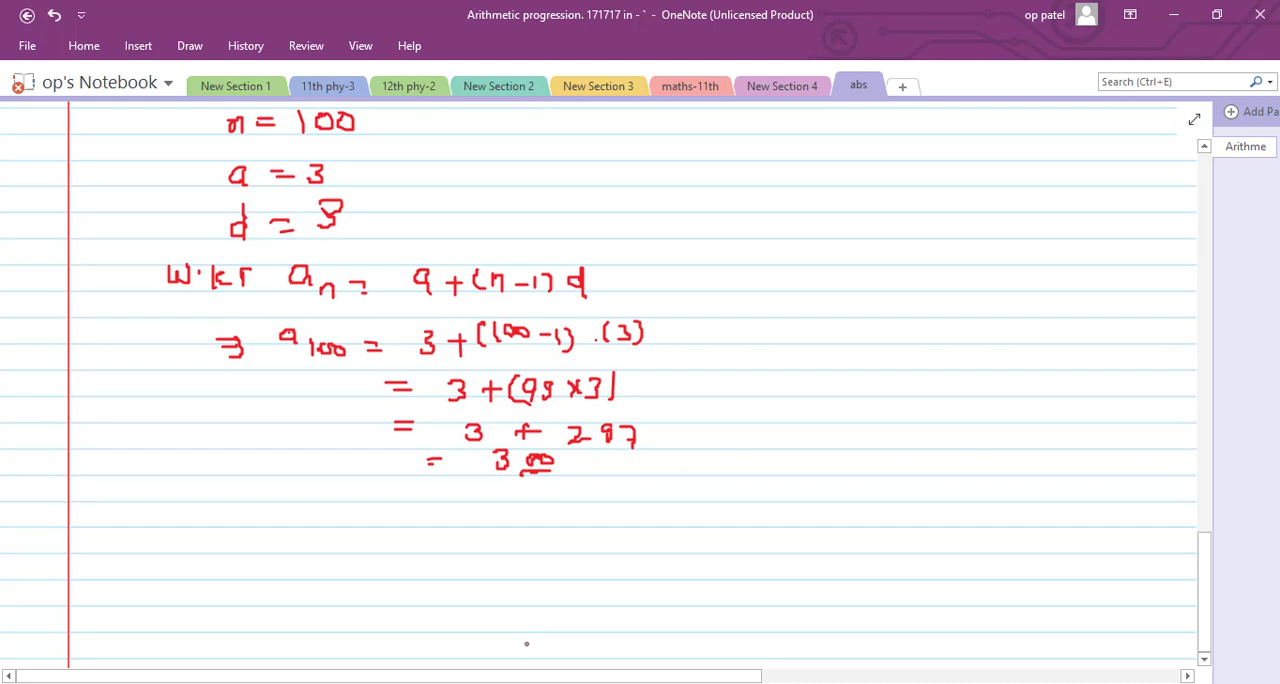 Arithmetic progression. 171717 in -` - OneNote (Unlicensed Product)
op patel
File Home Insert Draw History Review View Help
op's Notebook
New Section 1 11th phy-3 12th phy-2 New Section 2 New Section 3 maths-11th New Section 4 abs
Search (Ctrl+E)
Add Pa
Arithme
n = 100
a = 3
d = 3
W.K.T an = a + (n - 1) d
⇒ a100 = 3 + (100 - 1) . (3)
= 3 + (99 x 3)
= 3 + 297
= 300